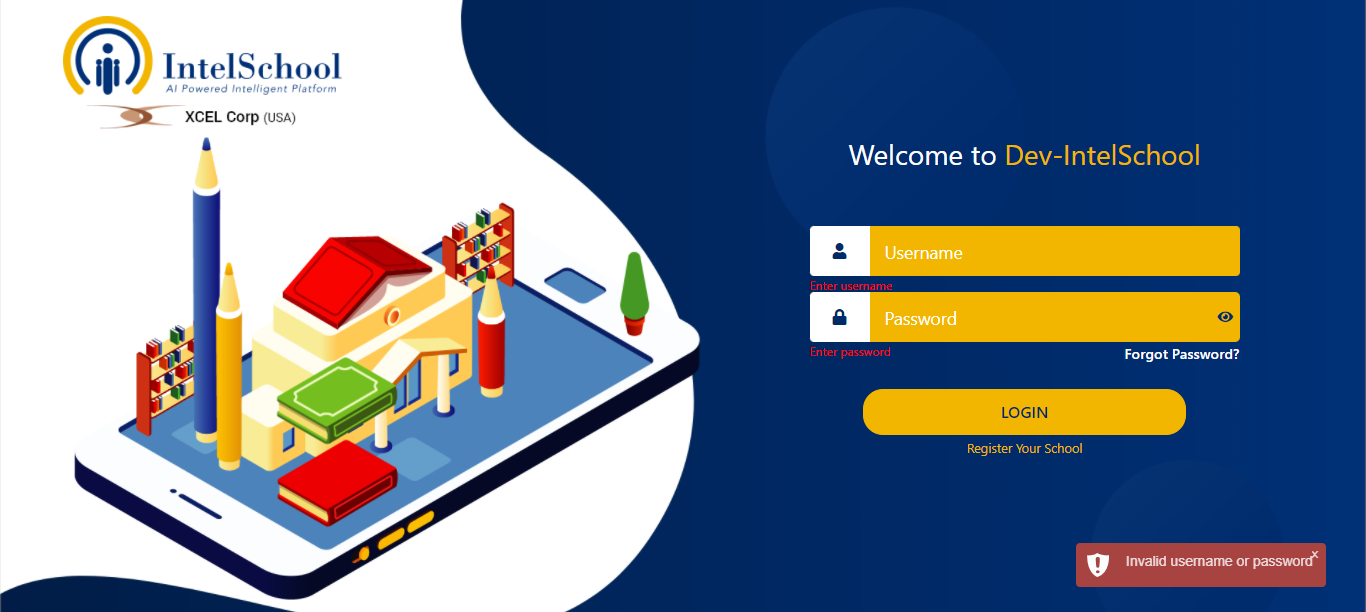 IntelSchool
AI Powered Intelligent Platform
XCEL Corp (USA)
Welcome to Dev-IntelSchool
Username
Enter username
Password
Enter password
Forgot Password?
LOGIN
Register Your School
Invalid username or password
×